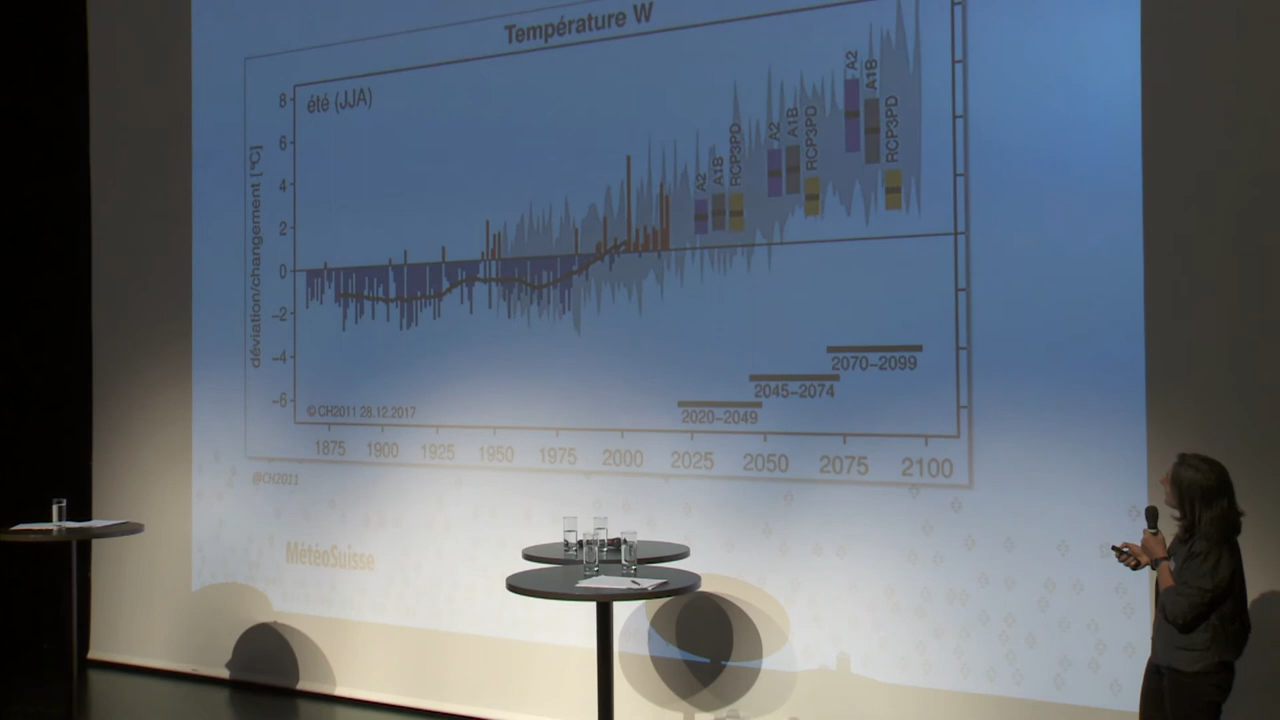 Température W
été (JJA)
déviation/changement [°C]
8
6
4
2
0
−2
−4
−6
A2
A1B
RCP3PD
A2
A1B
RCP3PD
A2
A1B
RCP3PD
2070−2099
2045−2074
2020−2049
© CH2011 28.12.2017
1875 1900 1925 1950 1975 2000 2025 2050 2075 2100
@CH2011
MétéoSuisse